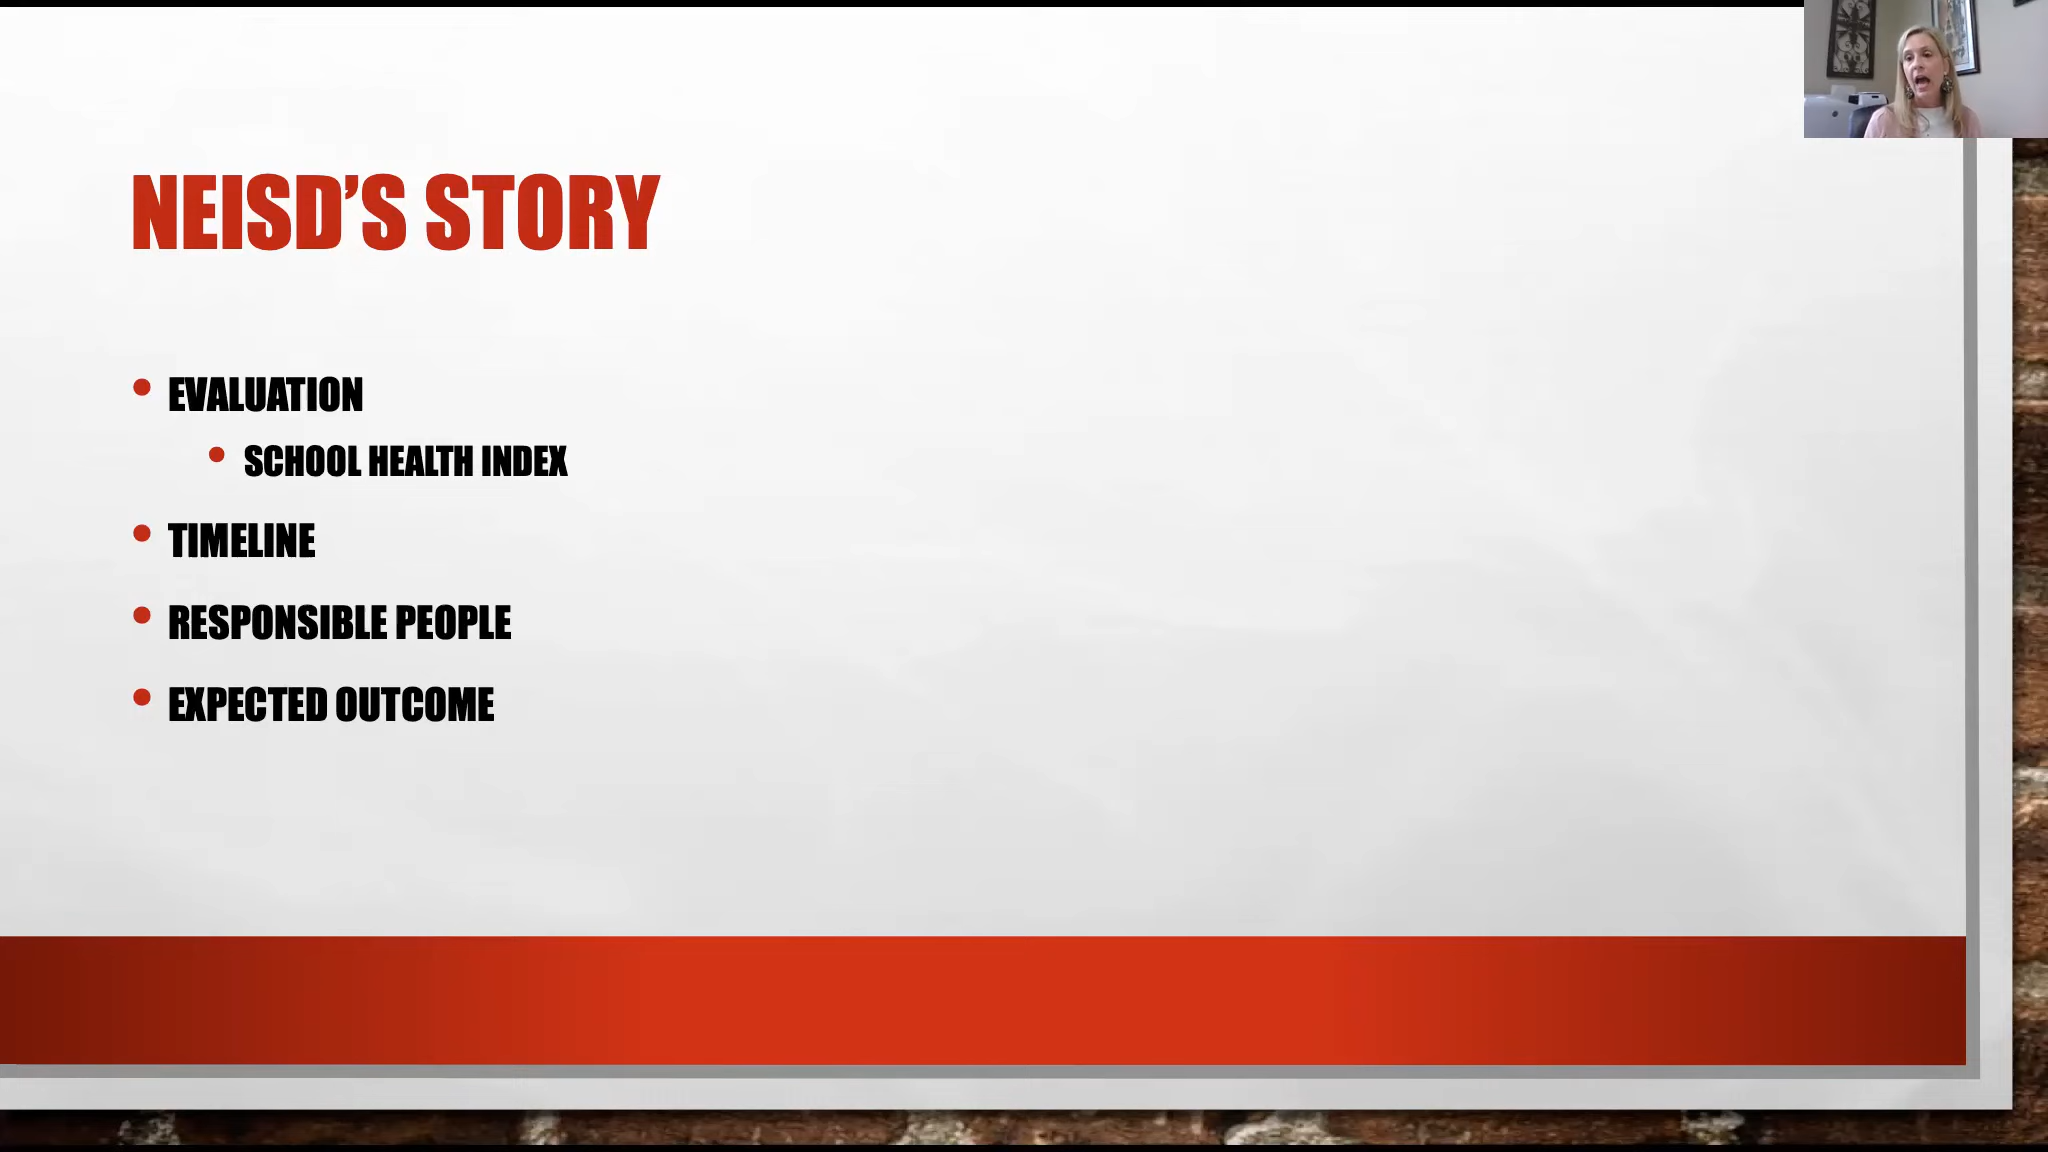 NEISD’S STORY
EVALUATION
SCHOOL HEALTH INDEX
TIMELINE
RESPONSIBLE PEOPLE
EXPECTED OUTCOME